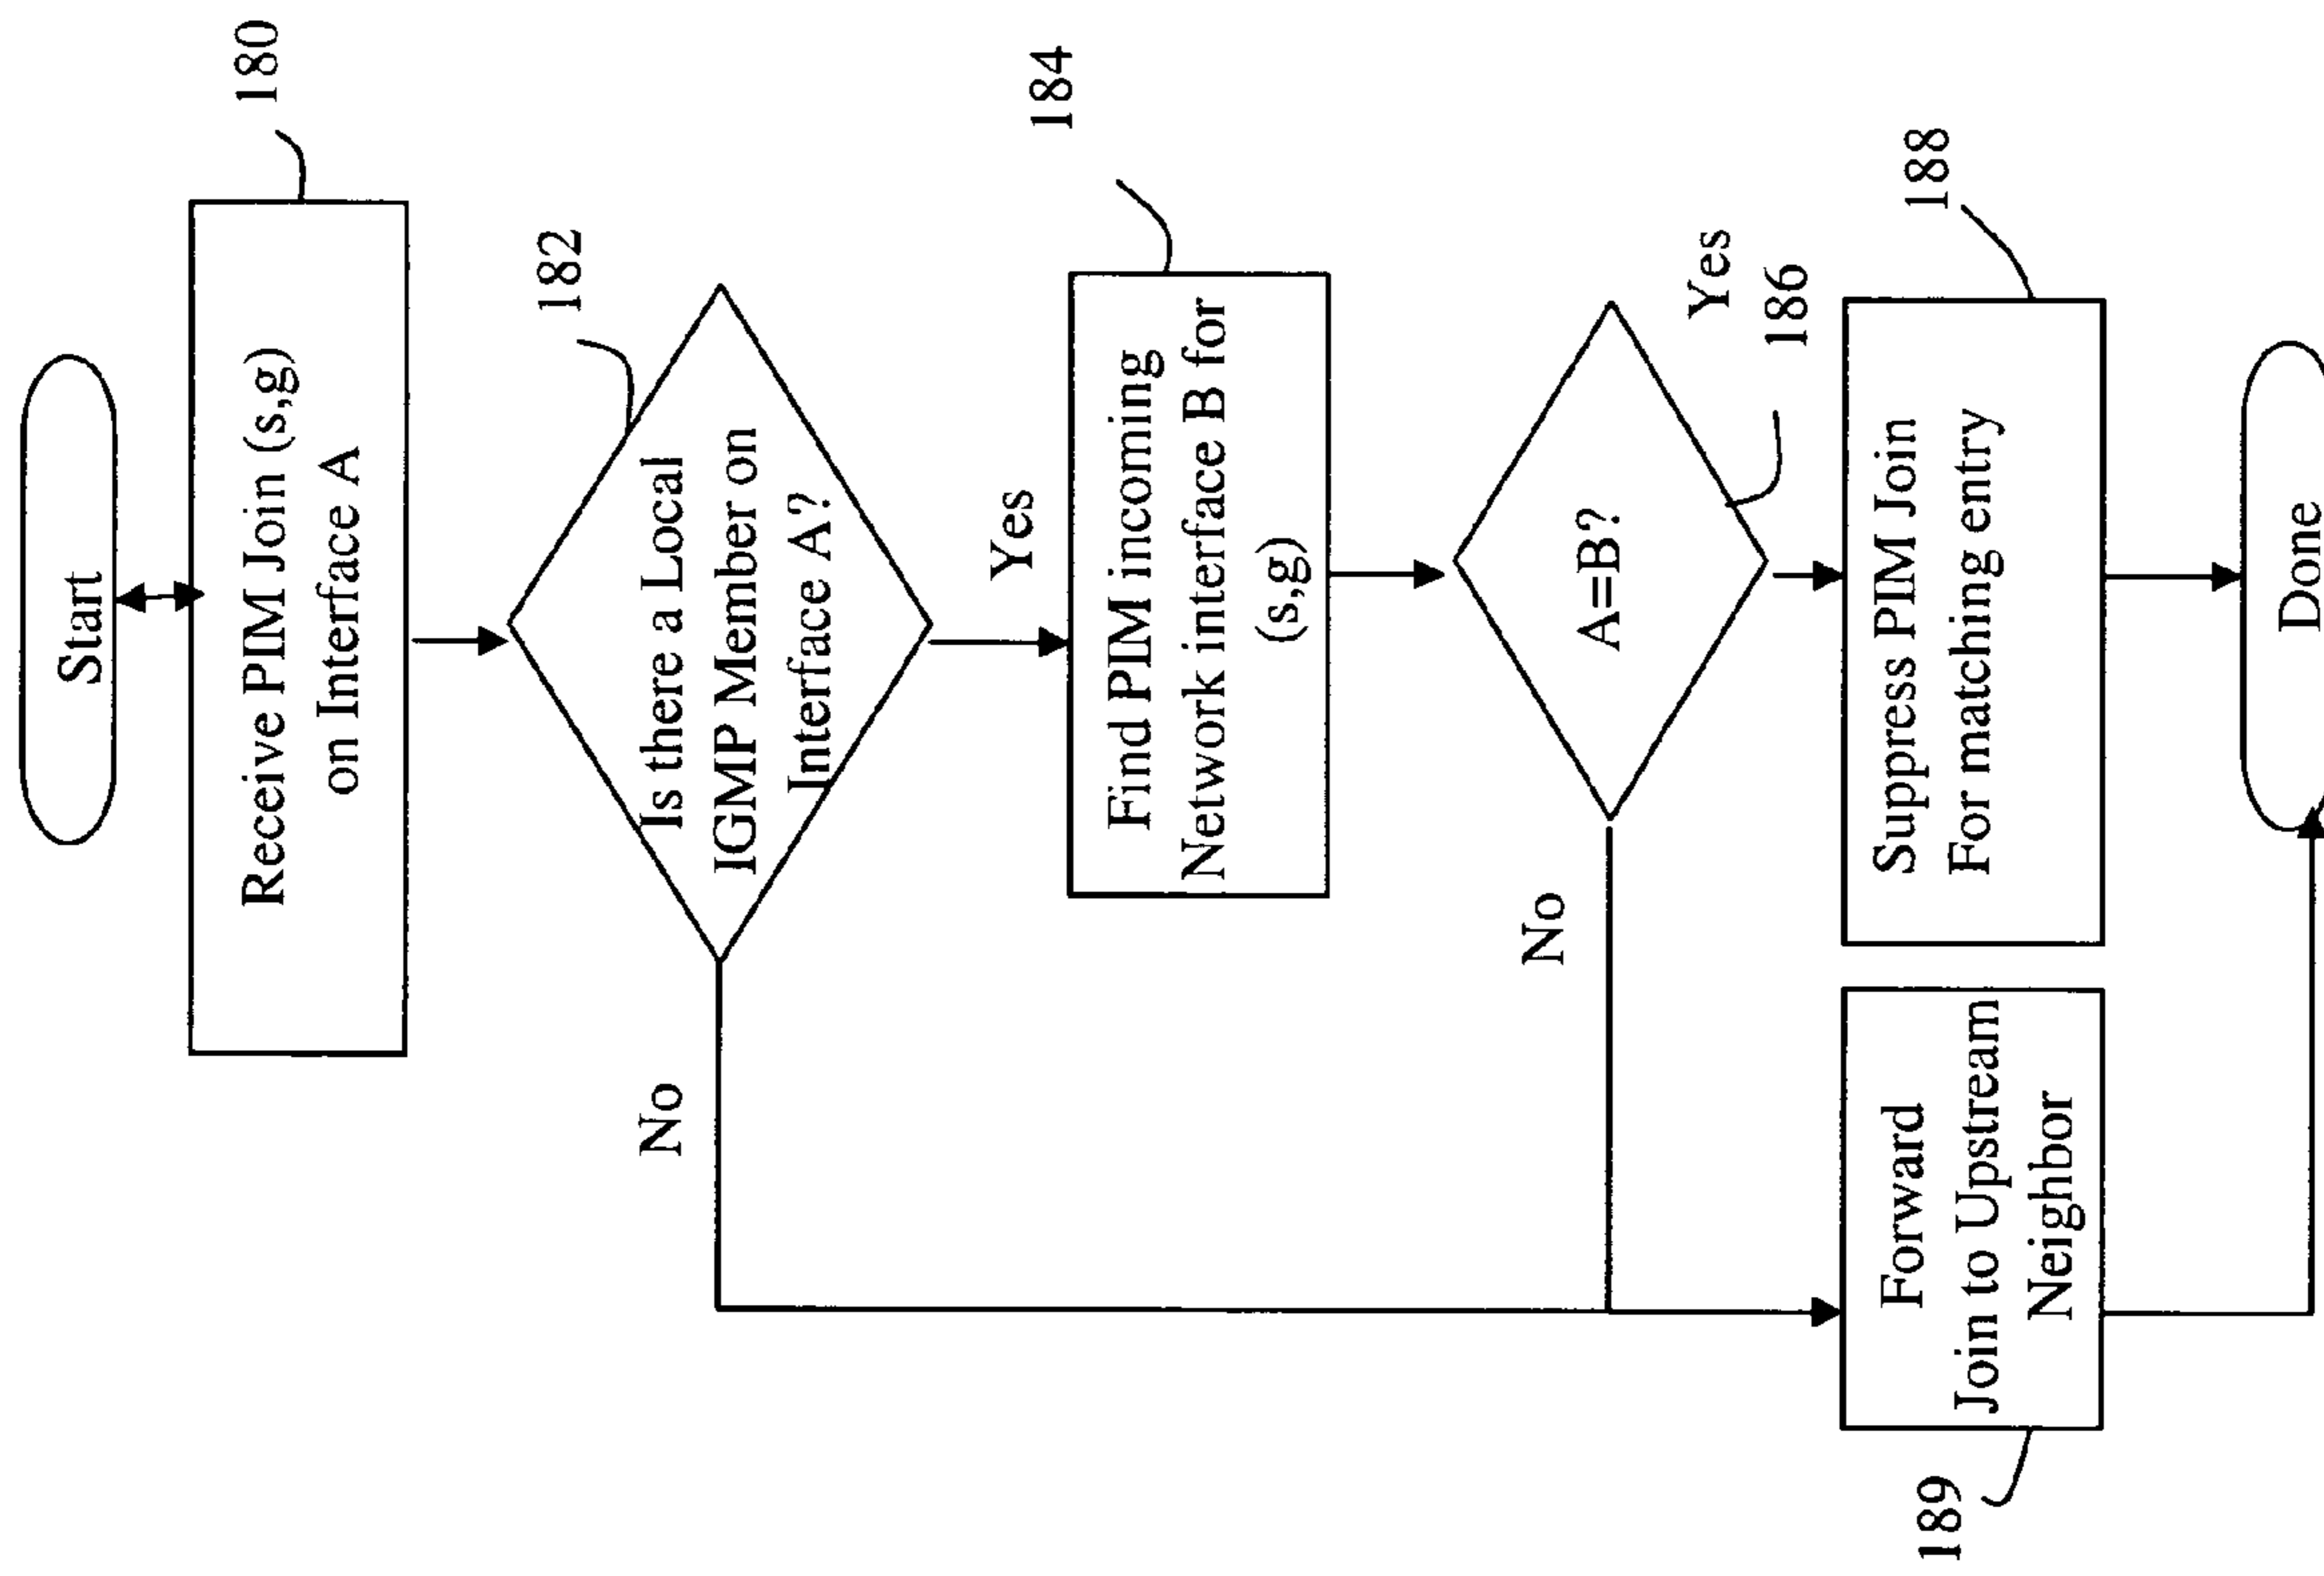 Start
180
Receive PIM Join (s,g)
on Interface A
182
Is there a Local
IGMP Member on
Interface A?
No
Yes
184
Find PIM incoming
Network interface B for
(s,g)
A=B?
No
Yes
186
188
Suppress PIM Join
For matching entry
Forward
Join to Upstream
Neighbor
189
Done